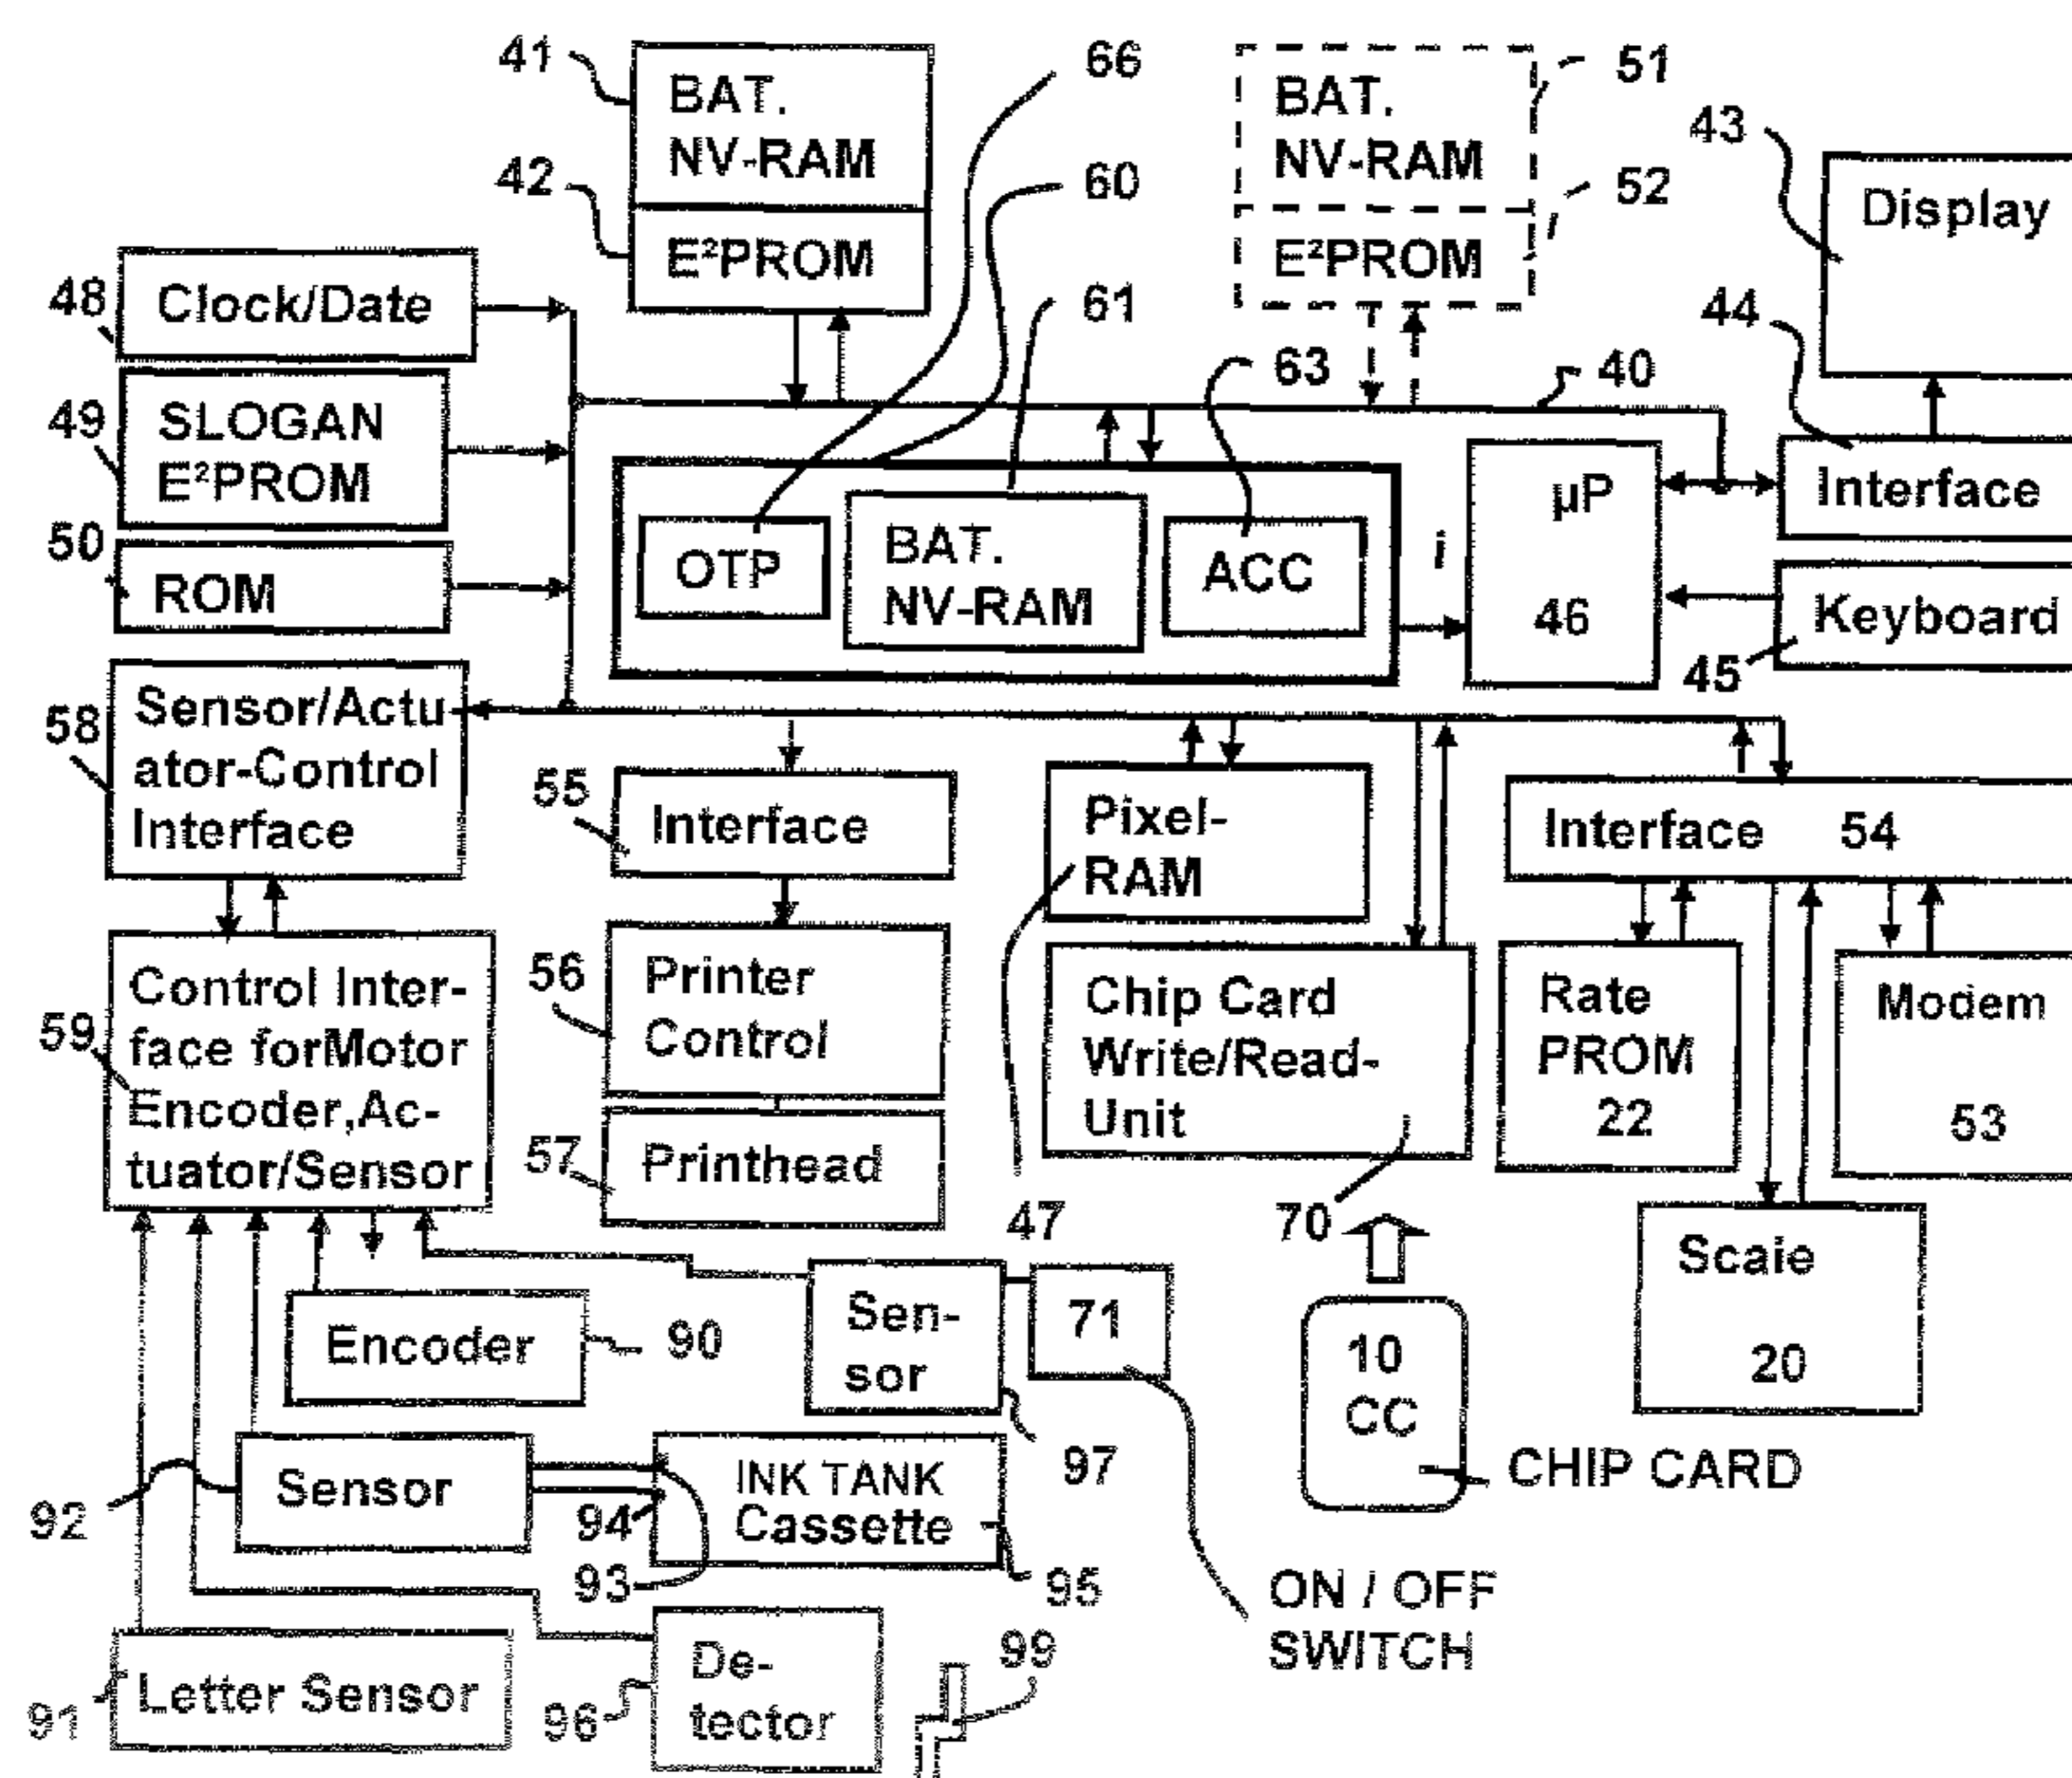 41
BAT.
NV-RAM
42
E²PROM
66
60
61
63
BAT.
NV-RAM
51
E²PROM
52
43
Display
44
40
48
Clock/Date
49
SLOGAN
E²PROM
50
ROM
OTP
BAT.
NV-RAM
ACC
i
µP
46
Interface
Keyboard
45
58
Sensor/Actu-
ator-Control
Interface
55
Interface
Pixel-
RAM
Interface 54
59
Control Inter-
face forMotor
Encoder,Ac-
tuator/Sensor
56
Printer
Control
57
Printhead
47
Chip Card
Write/Read-
Unit
70
Rate
PROM
22
Modem
53
Scale
20
Encoder
90
Sen-
sor
97
71
10
CC
CHIP CARD
92
Sensor
94
93
INK TANK
Cassette
95
ON / OFF
SWITCH
91
Letter Sensor
96
De-
tector
99